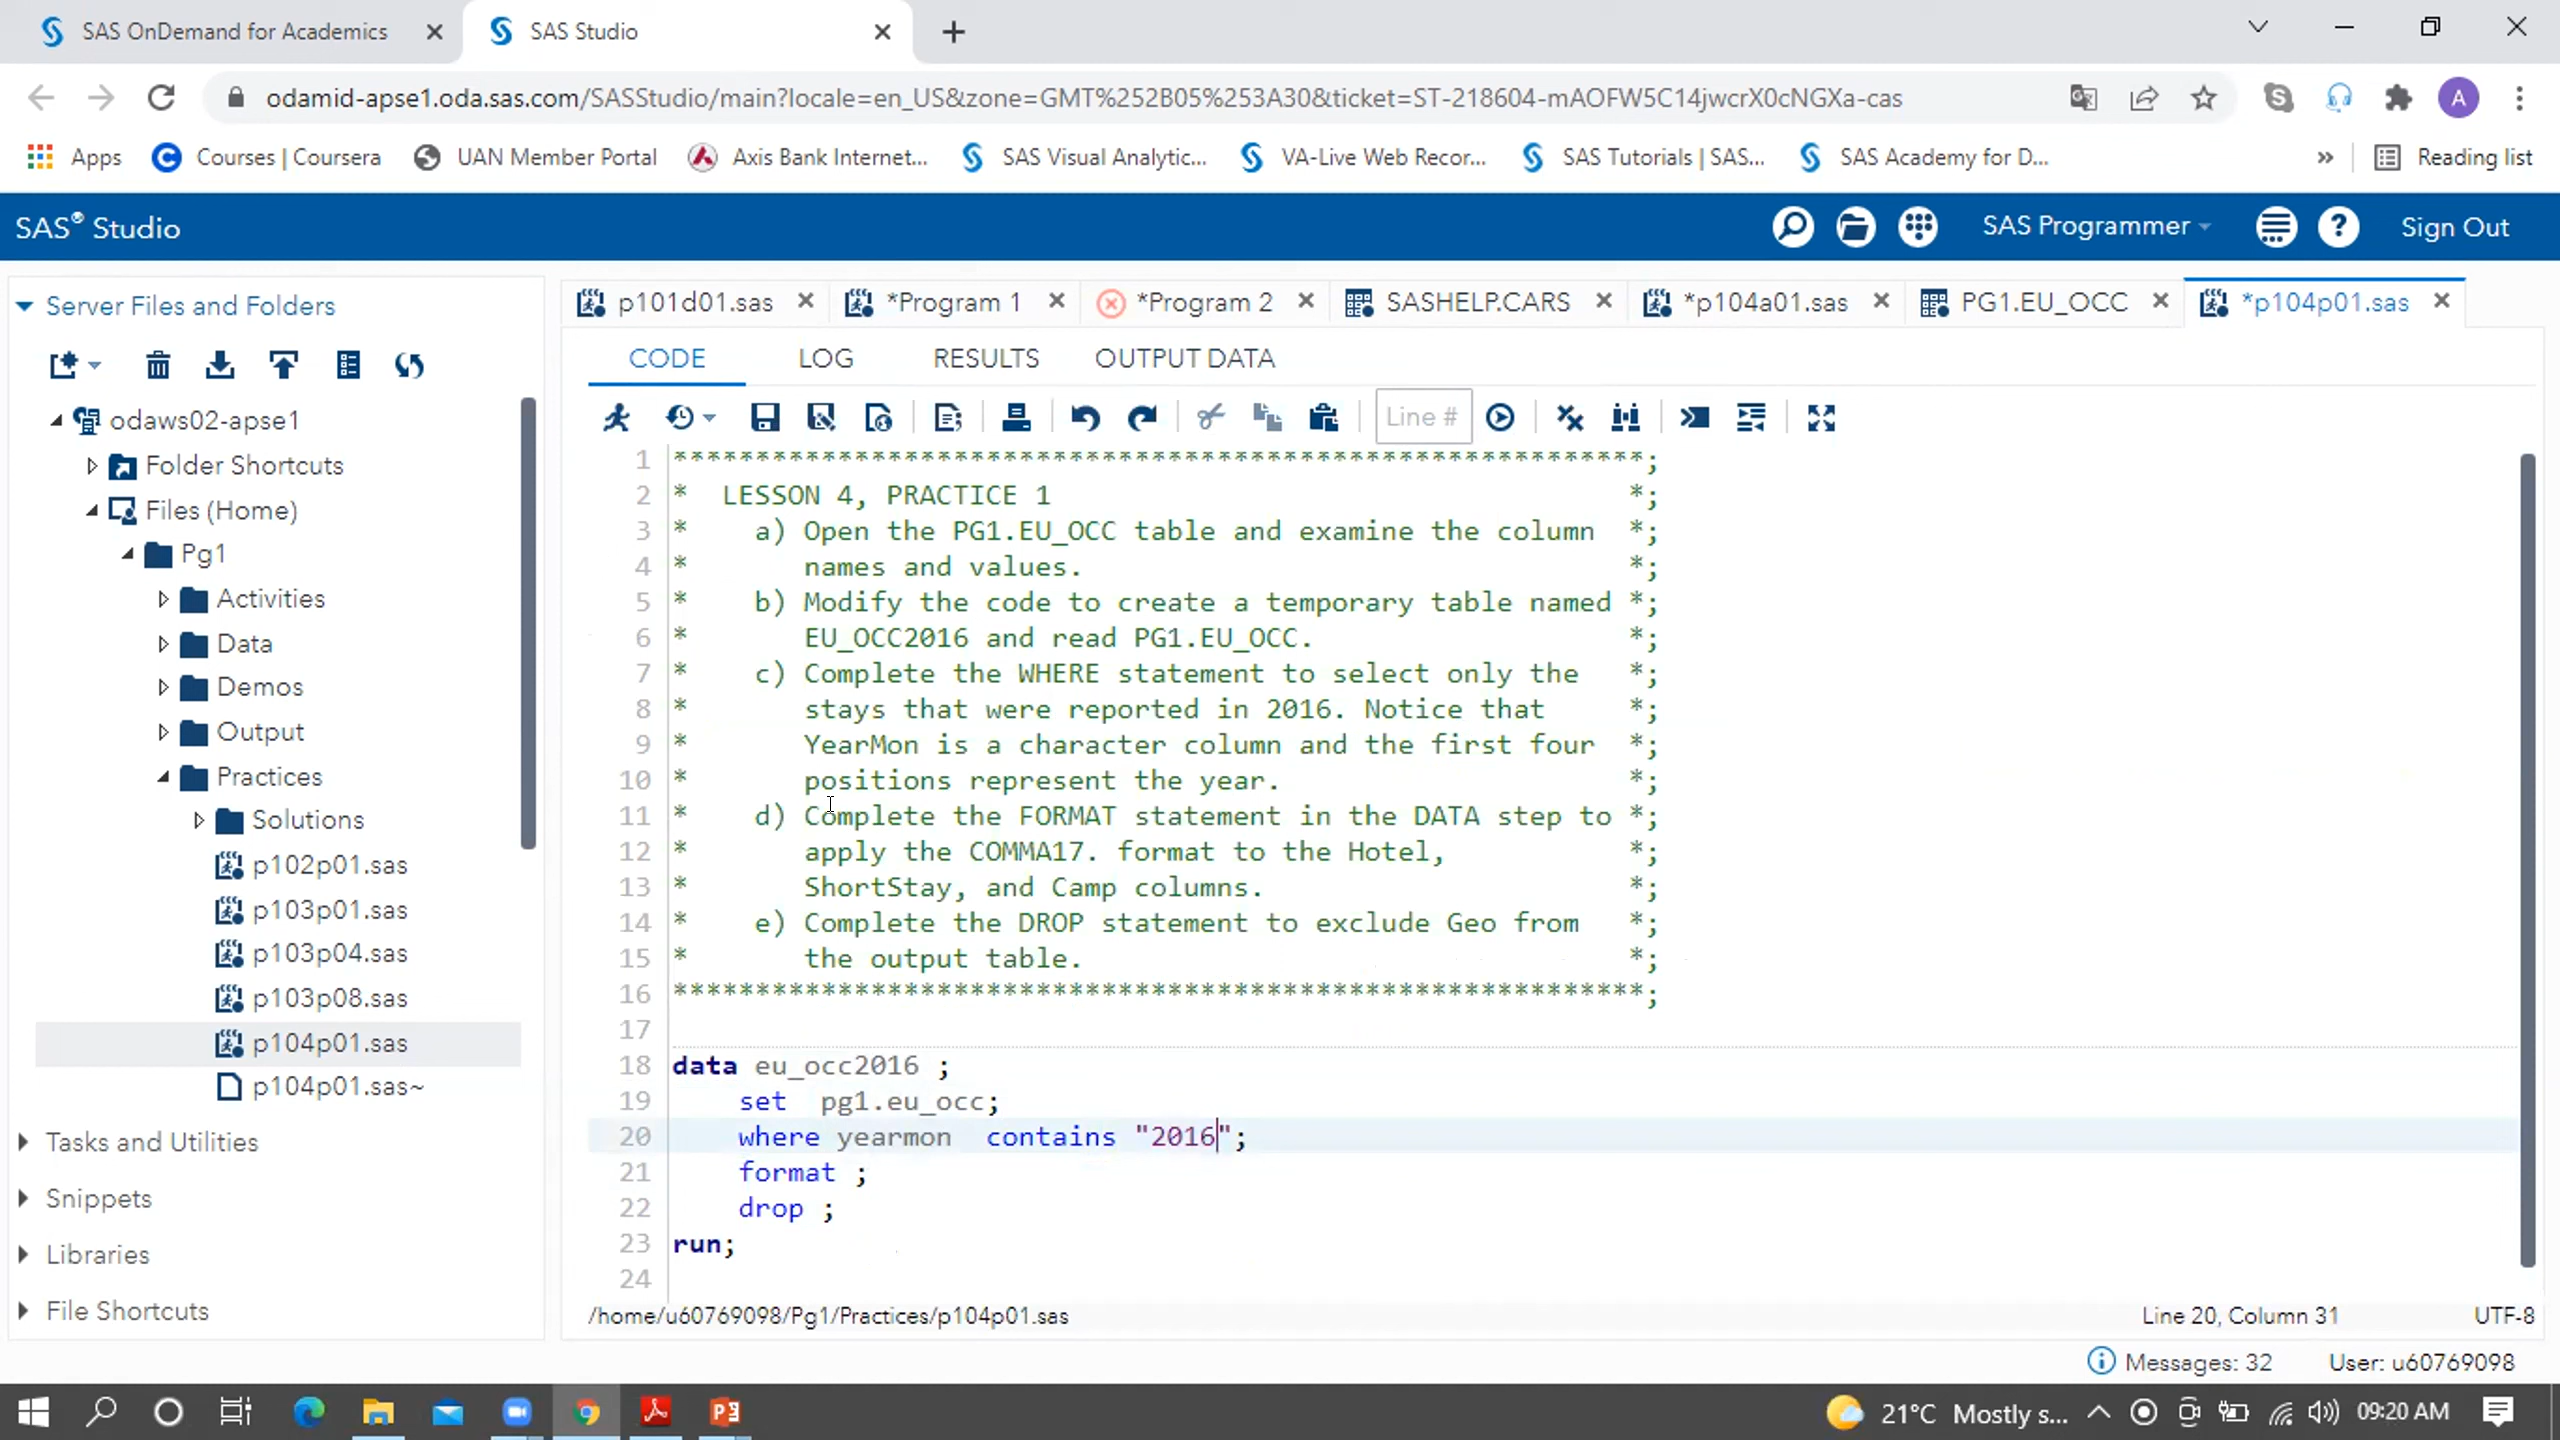 SAS OnDemand for Academics
SAS Studio
odamid-apse1.oda.sas.com/SASStudio/main?locale=en_US&zone=GMT%252B05%253A30&ticket=ST-218604-mAOFW5C14jwcrX0cNGXa-cas
A
Apps
Courses | Coursera
UAN Member Portal
Axis Bank Internet...
SAS Visual Analytic...
VA-Live Web Recor...
SAS Tutorials | SAS...
SAS Academy for D...
»
Reading list
SAS® Studio
SAS Programmer
Sign Out
Server Files and Folders
odaws02-apse1
Folder Shortcuts
Files (Home)
Pg1
Activities
Data
Demos
Output
Practices
Solutions
p102p01.sas
p103p01.sas
p103p04.sas
p103p08.sas
p104p01.sas
p104p01.sas~
Tasks and Utilities
Snippets
Libraries
File Shortcuts
p101d01.sas
*Program 1
*Program 2
SASHELP.CARS
*p104a01.sas
PG1.EU_OCC
*p104p01.sas
CODE LOG RESULTS OUTPUT DATA
Line #
1 ***********************************************************;
2 *  LESSON 4, PRACTICE 1 *;
3 *    a) Open the PG1.EU_OCC table and examine the column *;
4 *       names and values. *;
5 *    b) Modify the code to create a temporary table named *;
6 *       EU_OCC2016 and read PG1.EU_OCC. *;
7 *    c) Complete the WHERE statement to select only the *;
8 *       stays that were reported in 2016. Notice that *;
9 *       YearMon is a character column and the first four *;
10 *       positions represent the year. *;
11 *    d) Complete the FORMAT statement in the DATA step to *;
12 *       apply the COMMA17. format to the Hotel, *;
13 *       ShortStay, and Camp columns. *;
14 *    e) Complete the DROP statement to exclude Geo from *;
15 *       the output table. *;
16 ***********************************************************;
17
18 data eu_occ2016 ;
19     set  pg1.eu_occ;
20     where yearmon  contains "2016";
21     format ;
22     drop ;
23 run;
24
/home/u60769098/Pg1/Practices/p104p01.sas
Line 20, Column 31
UTF-8
Messages: 32
User: u60769098
21°C Mostly s...
09:20 AM